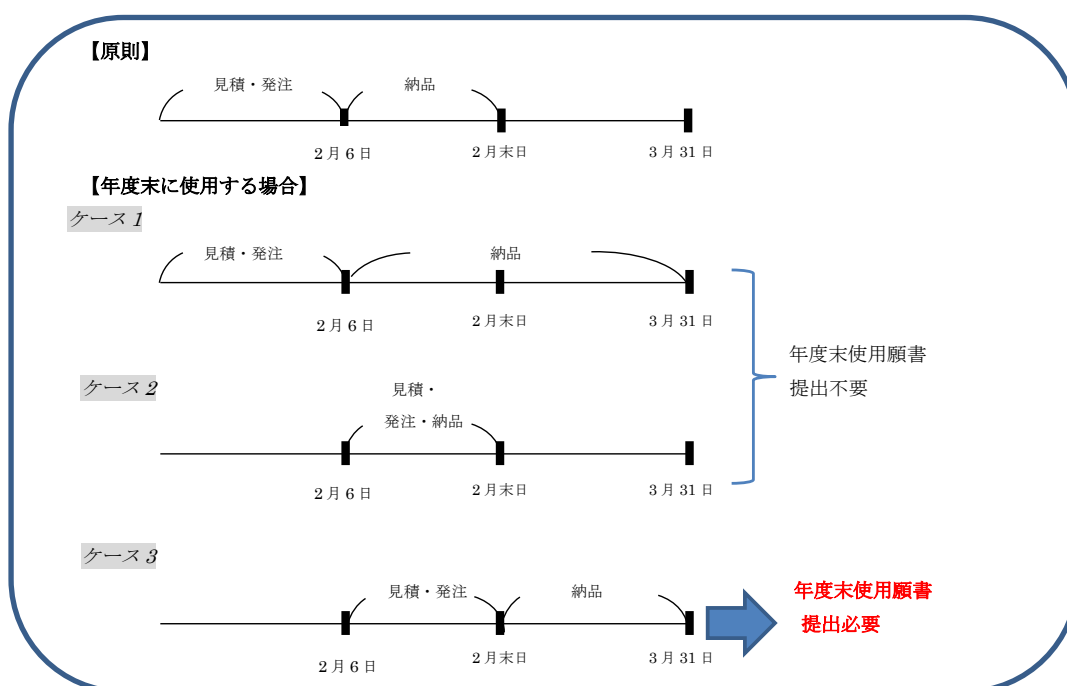 【原則】
見積・発注
納品
2月6日
2月末日
3月31日
【年度末に使用する場合】
ケース1
見積・発注
納品
2月6日
2月末日
3月31日
年度末使用願書
提出不要
ケース2
見積・
発注・納品
2月6日
2月末日
3月31日
ケース3
見積・発注
納品
2月6日
2月末日
3月31日
年度末使用願書
提出必要